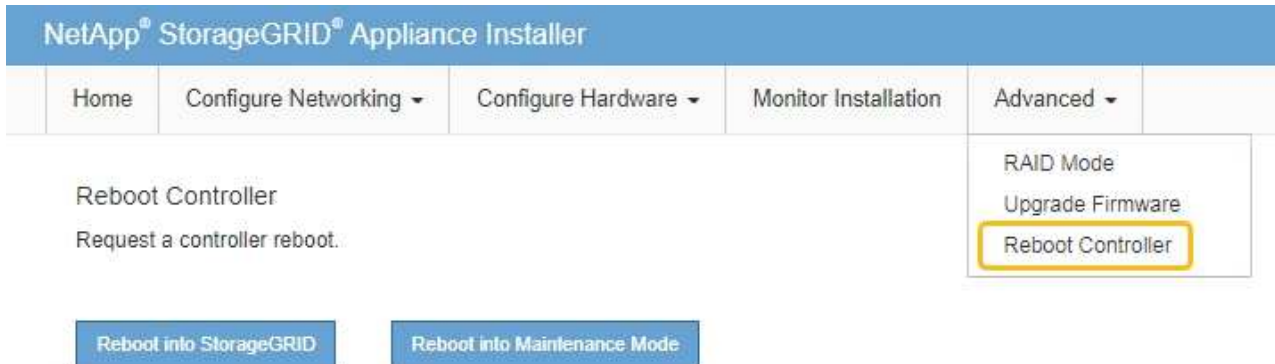 NetApp® StorageGRID® Appliance Installer
Home Configure Networking Configure Hardware Monitor Installation Advanced
RAID Mode
Upgrade Firmware
Reboot Controller
Reboot Controller
Request a controller reboot.
Reboot into StorageGRID Reboot into Maintenance Mode